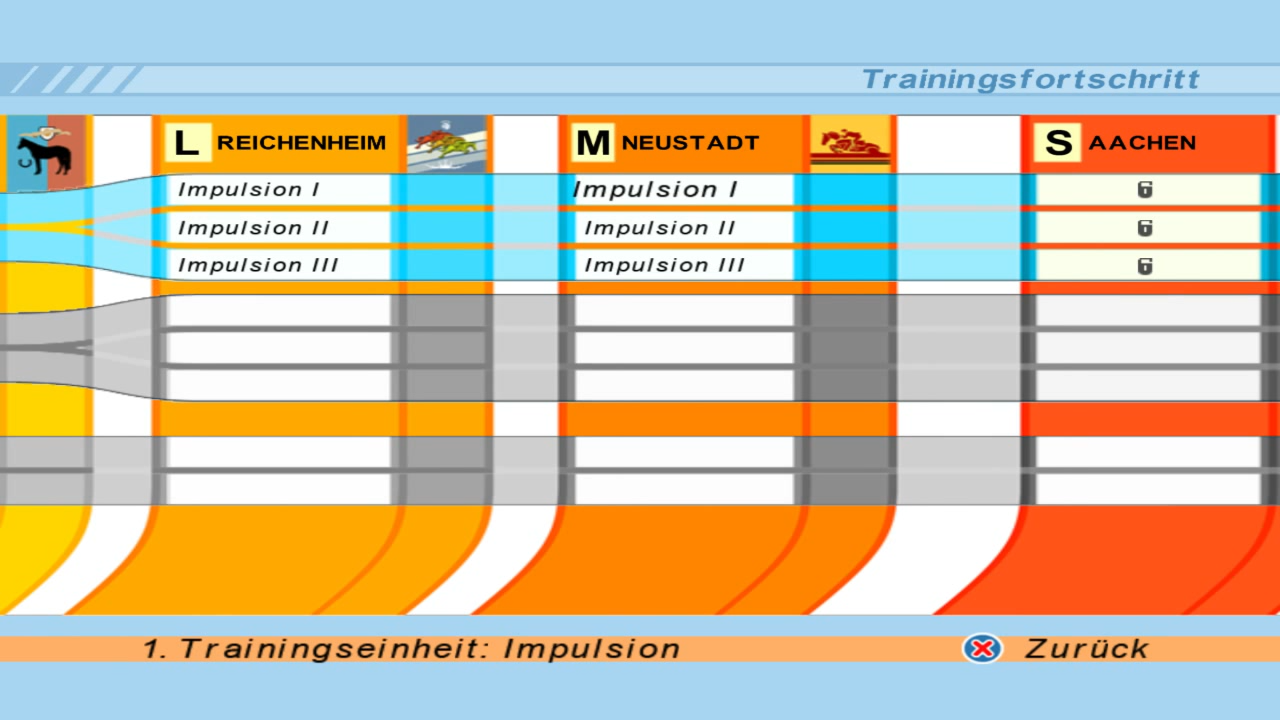 Trainingsfortschritt
L REICHENHEIM M NEUSTADT S AACHEN
Impulsion I Impulsion I
Impulsion II Impulsion II
Impulsion III Impulsion III
1. Trainingseinheit: Impulsion Zurück